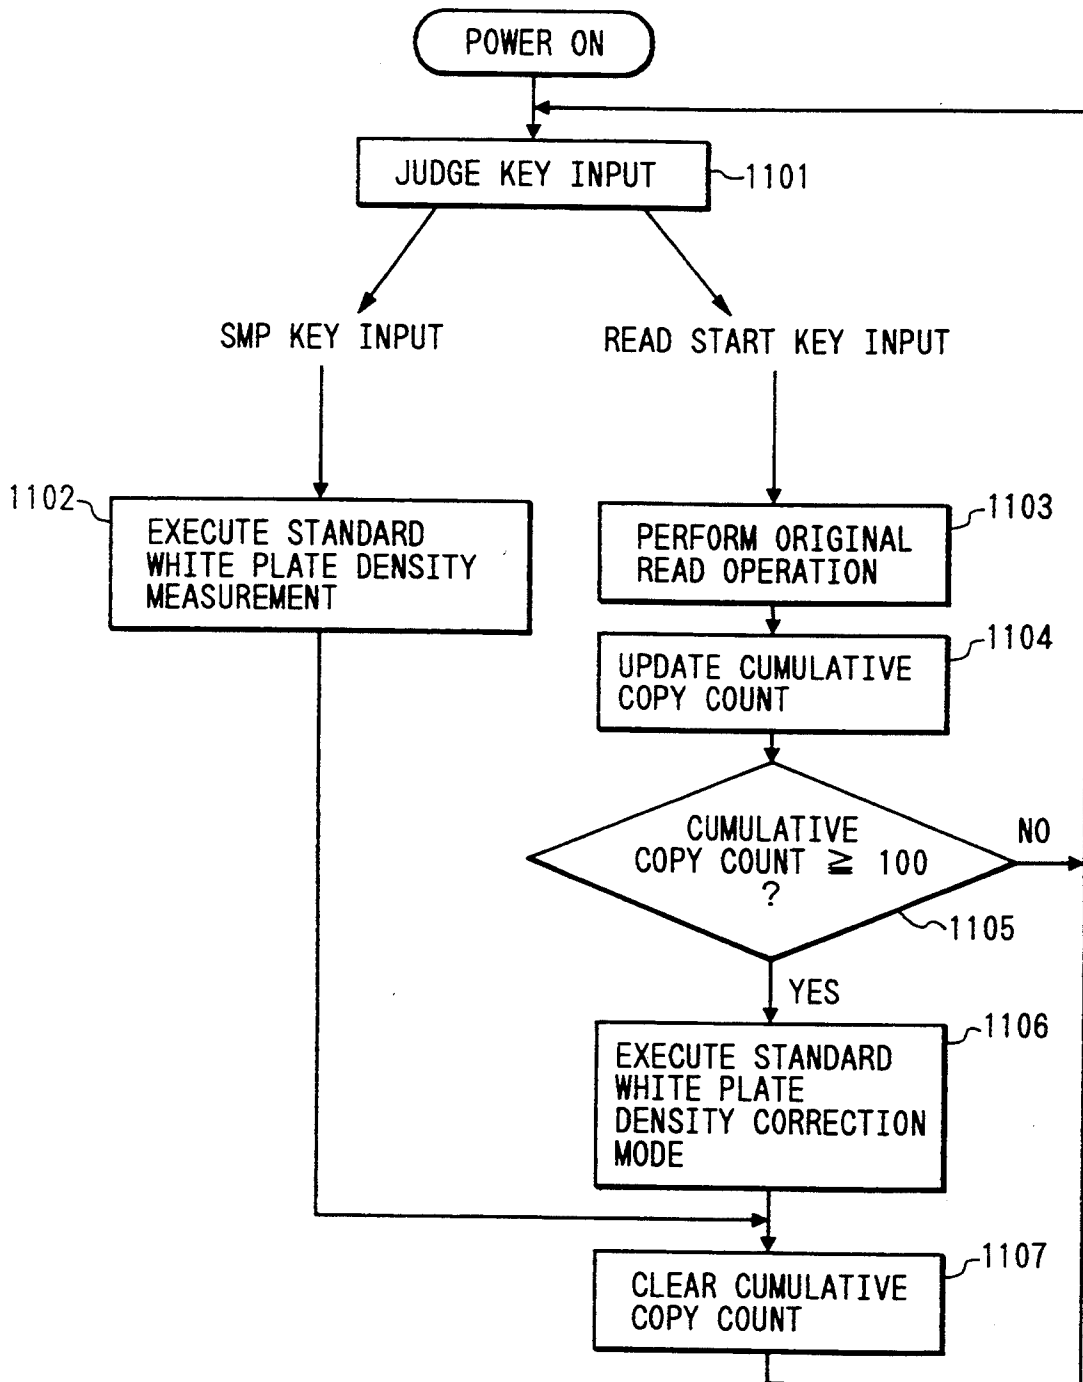 POWER ON
JUDGE KEY INPUT
1101
SMP KEY INPUT
READ START KEY INPUT
1102
EXECUTE STANDARD
WHITE PLATE DENSITY
MEASUREMENT
1103
PERFORM ORIGINAL
READ OPERATION
1104
UPDATE CUMULATIVE
COPY COUNT
CUMULATIVE
COPY COUNT ≧ 100
?
NO
1105
YES
1106
EXECUTE STANDARD
WHITE PLATE
DENSITY CORRECTION
MODE
1107
CLEAR CUMULATIVE
COPY COUNT